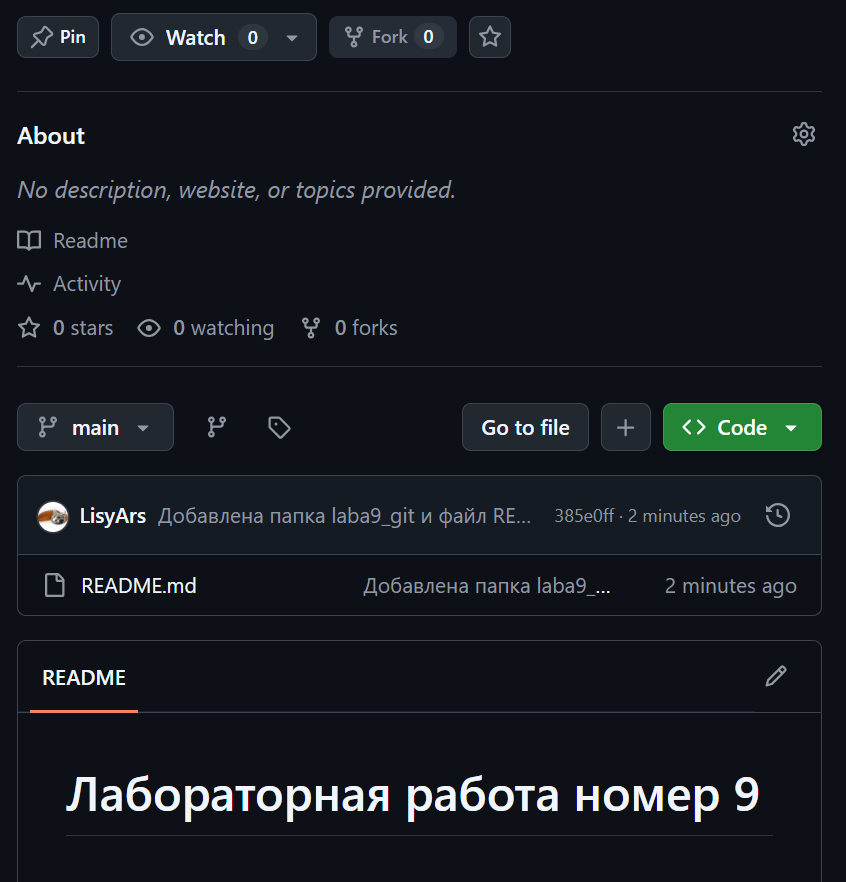 Pin Watch 0 Fork 0
About
No description, website, or topics provided.
Readme
Activity
0 stars 0 watching 0 forks
main Go to file Code
LisyArs Добавлена папка laba9_git и файл RE... 385e0ff · 2 minutes ago
README.md Добавлена папка laba9_... 2 minutes ago
README
Лабораторная работа номер 9